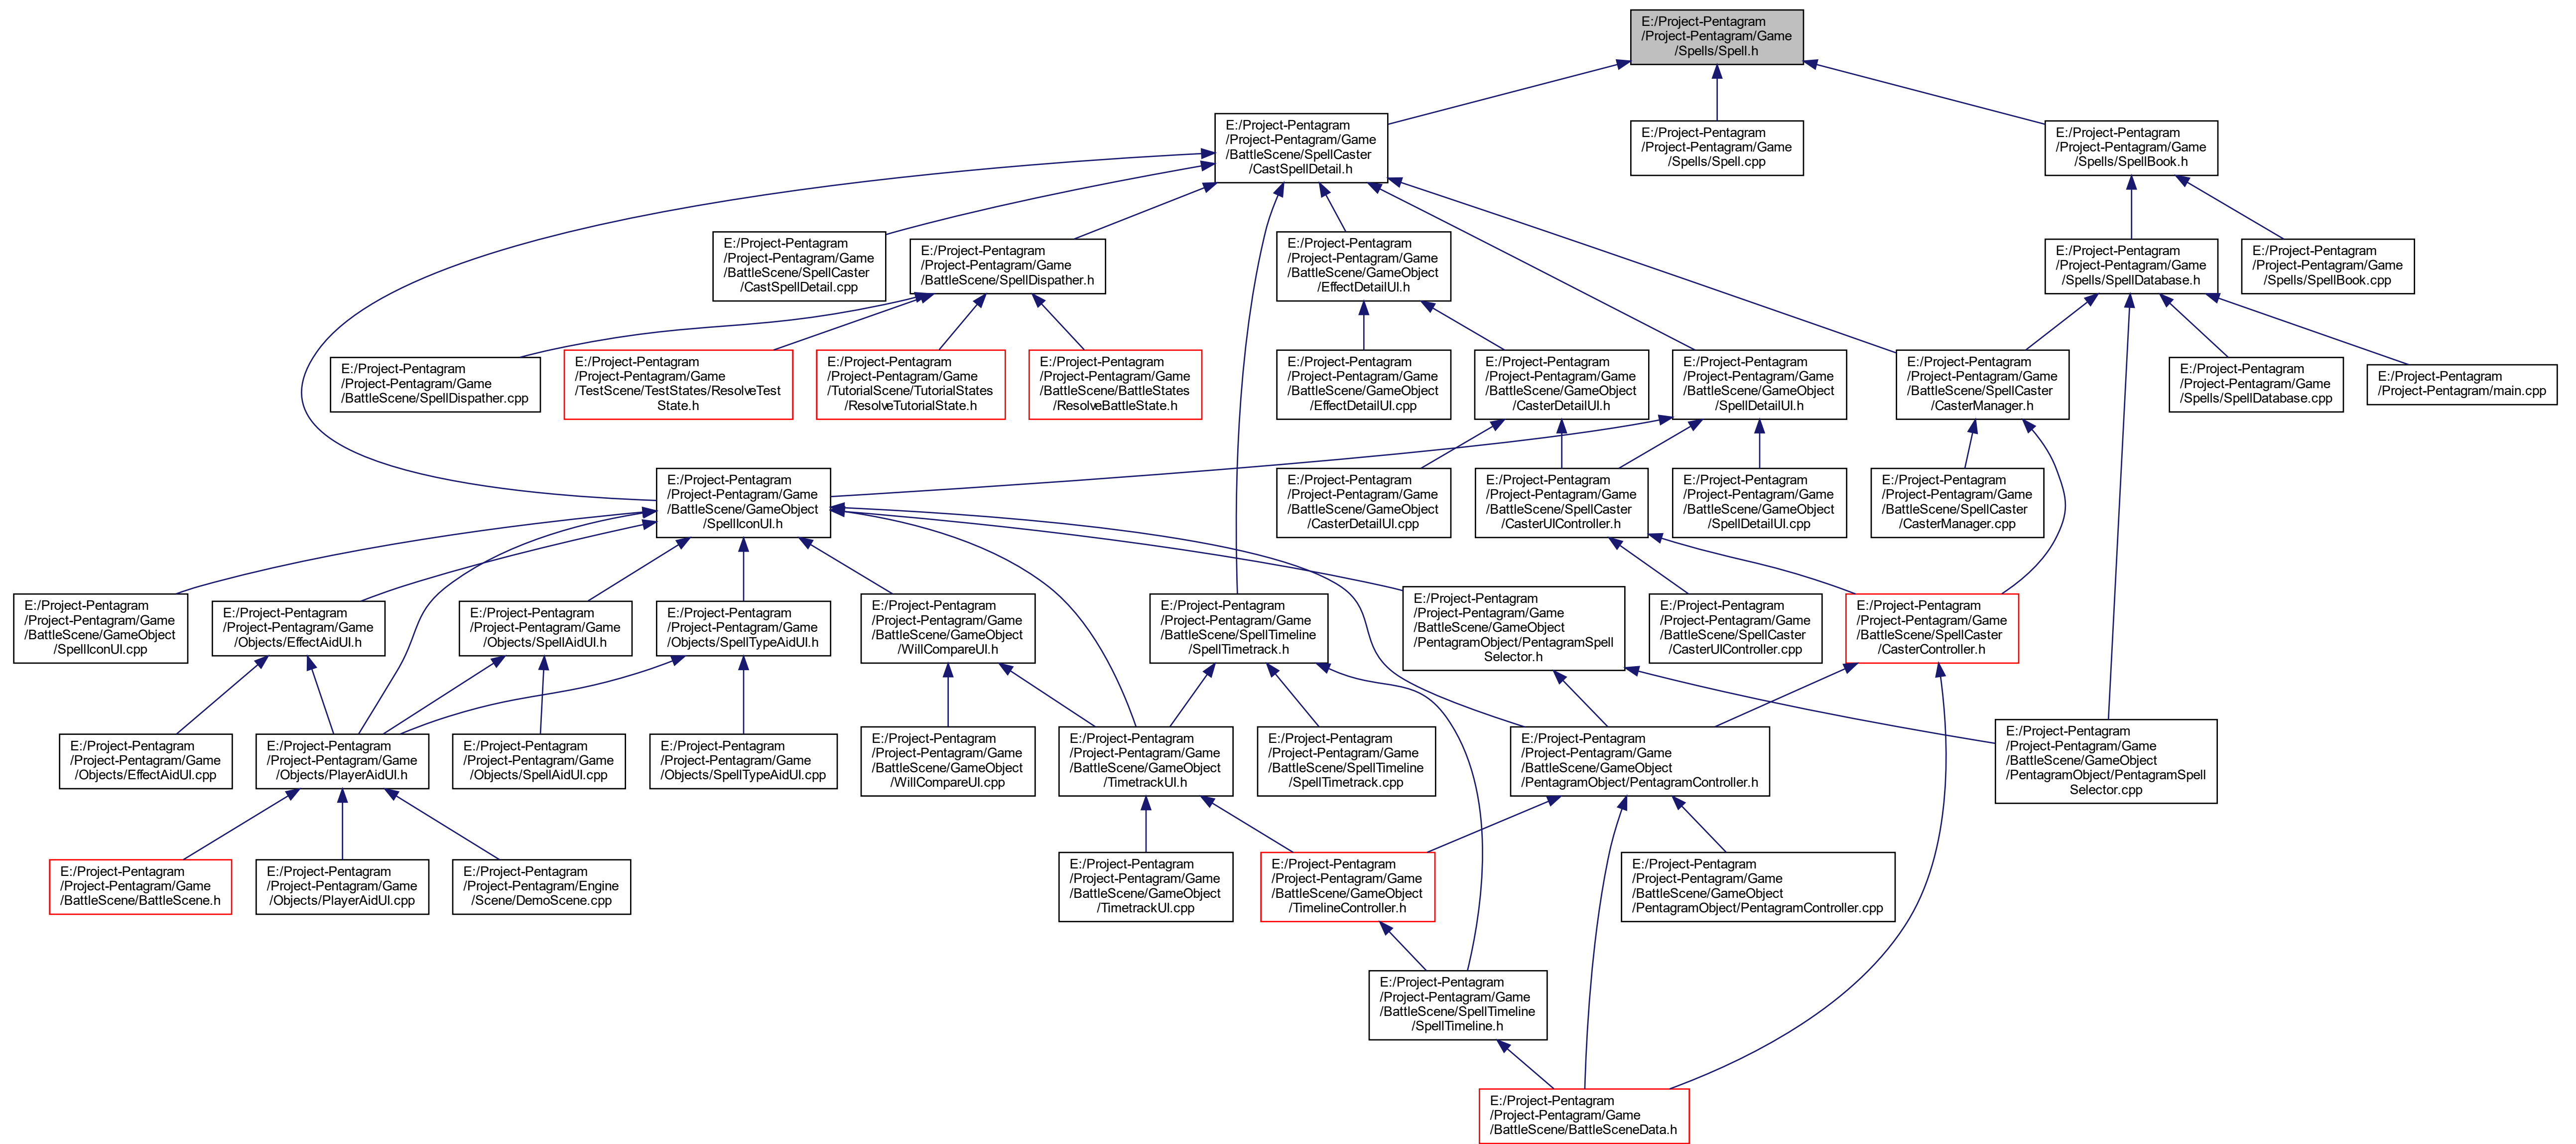 E:/Project-Pentagram
/Project-Pentagram/Game
/Spells/Spell.h
E:/Project-Pentagram
/Project-Pentagram/Game
/BattleScene/SpellCaster
/CastSpellDetail.h
E:/Project-Pentagram
/Project-Pentagram/Game
/Spells/Spell.cpp
E:/Project-Pentagram
/Project-Pentagram/Game
/Spells/SpellBook.h
E:/Project-Pentagram
/Project-Pentagram/Game
/BattleScene/SpellCaster
/CastSpellDetail.cpp
E:/Project-Pentagram
/Project-Pentagram/Game
/BattleScene/SpellDispather.h
E:/Project-Pentagram
/Project-Pentagram/Game
/BattleScene/GameObject
/EffectDetailUI.h
E:/Project-Pentagram
/Project-Pentagram/Game
/Spells/SpellDatabase.h
E:/Project-Pentagram
/Project-Pentagram/Game
/Spells/SpellBook.cpp
E:/Project-Pentagram
/Project-Pentagram/Game
/BattleScene/SpellDispather.cpp
E:/Project-Pentagram
/Project-Pentagram/Game
/TestScene/TestStates/ResolveTest
State.h
E:/Project-Pentagram
/Project-Pentagram/Game
/TutorialScene/TutorialStates
/ResolveTutorialState.h
E:/Project-Pentagram
/Project-Pentagram/Game
/BattleScene/BattleStates
/ResolveBattleState.h
E:/Project-Pentagram
/Project-Pentagram/Game
/BattleScene/GameObject
/EffectDetailUI.cpp
E:/Project-Pentagram
/Project-Pentagram/Game
/BattleScene/GameObject
/CasterDetailUI.h
E:/Project-Pentagram
/Project-Pentagram/Game
/BattleScene/GameObject
/SpellDetailUI.h
E:/Project-Pentagram
/Project-Pentagram/Game
/BattleScene/SpellCaster
/CasterManager.h
E:/Project-Pentagram
/Project-Pentagram/Game
/Spells/SpellDatabase.cpp
E:/Project-Pentagram
/Project-Pentagram/main.cpp
E:/Project-Pentagram
/Project-Pentagram/Game
/BattleScene/GameObject
/SpellIconUI.h
E:/Project-Pentagram
/Project-Pentagram/Game
/BattleScene/GameObject
/CasterDetailUI.cpp
E:/Project-Pentagram
/Project-Pentagram/Game
/BattleScene/SpellCaster
/CasterUIController.h
E:/Project-Pentagram
/Project-Pentagram/Game
/BattleScene/GameObject
/SpellDetailUI.cpp
E:/Project-Pentagram
/Project-Pentagram/Game
/BattleScene/SpellCaster
/CasterManager.cpp
E:/Project-Pentagram
/Project-Pentagram/Game
/BattleScene/GameObject
/SpellIconUI.cpp
E:/Project-Pentagram
/Project-Pentagram/Game
/Objects/EffectAidUI.h
E:/Project-Pentagram
/Project-Pentagram/Game
/Objects/SpellAidUI.h
E:/Project-Pentagram
/Project-Pentagram/Game
/Objects/SpellTypeAidUI.h
E:/Project-Pentagram
/Project-Pentagram/Game
/BattleScene/GameObject
/WillCompareUI.h
E:/Project-Pentagram
/Project-Pentagram/Game
/BattleScene/SpellTimeline
/SpellTimetrack.h
E:/Project-Pentagram
/Project-Pentagram/Game
/BattleScene/GameObject
/PentagramObject/PentagramSpell
Selector.h
E:/Project-Pentagram
/Project-Pentagram/Game
/BattleScene/SpellCaster
/CasterUIController.cpp
E:/Project-Pentagram
/Project-Pentagram/Game
/BattleScene/SpellCaster
/CasterController.h
E:/Project-Pentagram
/Project-Pentagram/Game
/Objects/EffectAidUI.cpp
E:/Project-Pentagram
/Project-Pentagram/Game
/Objects/PlayerAidUI.h
E:/Project-Pentagram
/Project-Pentagram/Game
/Objects/SpellAidUI.cpp
E:/Project-Pentagram
/Project-Pentagram/Game
/Objects/SpellTypeAidUI.cpp
E:/Project-Pentagram
/Project-Pentagram/Game
/BattleScene/GameObject
/WillCompareUI.cpp
E:/Project-Pentagram
/Project-Pentagram/Game
/BattleScene/GameObject
/TimetrackUI.h
E:/Project-Pentagram
/Project-Pentagram/Game
/BattleScene/SpellTimeline
/SpellTimetrack.cpp
E:/Project-Pentagram
/Project-Pentagram/Game
/BattleScene/GameObject
/PentagramObject/PentagramController.h
E:/Project-Pentagram
/Project-Pentagram/Game
/BattleScene/GameObject
/PentagramObject/PentagramSpell
Selector.cpp
E:/Project-Pentagram
/Project-Pentagram/Game
/BattleScene/BattleScene.h
E:/Project-Pentagram
/Project-Pentagram/Game
/Objects/PlayerAidUI.cpp
E:/Project-Pentagram
/Project-Pentagram/Engine
/Scene/DemoScene.cpp
E:/Project-Pentagram
/Project-Pentagram/Game
/BattleScene/GameObject
/TimetrackUI.cpp
E:/Project-Pentagram
/Project-Pentagram/Game
/BattleScene/GameObject
/TimelineController.h
E:/Project-Pentagram
/Project-Pentagram/Game
/BattleScene/GameObject
/PentagramObject/PentagramController.cpp
E:/Project-Pentagram
/Project-Pentagram/Game
/BattleScene/SpellTimeline
/SpellTimeline.h
E:/Project-Pentagram
/Project-Pentagram/Game
/BattleScene/BattleSceneData.h